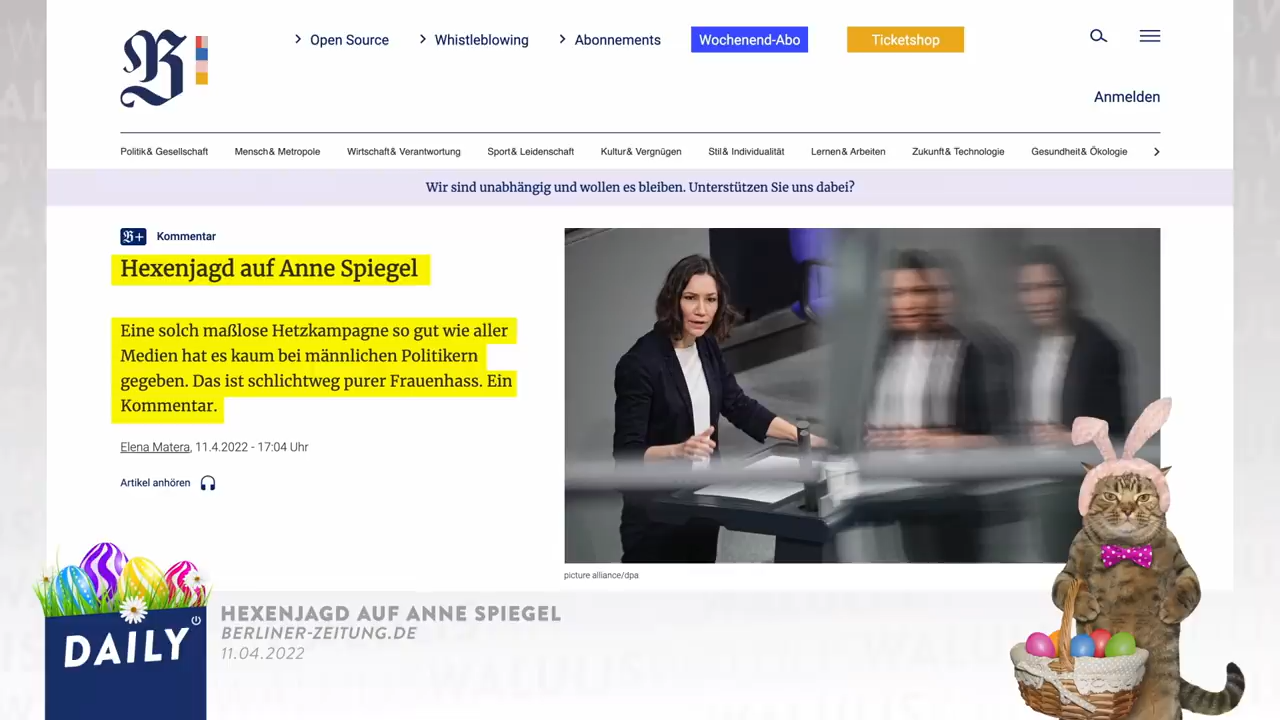 Open Source
Whistleblowing
Abonnements
Wochenend-Abo
Ticketshop
B
Anmelden
Politik & Gesellschaft
Mensch & Metropole
Wirtschaft & Verantwortung
Sport & Leidenschaft
Kultur & Vergnügen
Stil & Individualität
Lernen & Arbeiten
Zukunft & Technologie
Gesundheit & Ökologie
Wir sind unabhängig und wollen es bleiben. Unterstützen Sie uns dabei?
B+ Kommentar
Hexenjagd auf Anne Spiegel
Eine solch maßlose Hetzkampagne so gut wie aller
Medien hat es kaum bei männlichen Politikern
gegeben. Das ist schlichtweg purer Frauenhass. Ein
Kommentar.
Elena Matera, 11.4.2022 - 17:04 Uhr
Artikel anhören
picture alliance/dpa
DAILY
HEXENJAGD AUF ANNE SPIEGEL
BERLINER-ZEITUNG.DE
11.04.2022